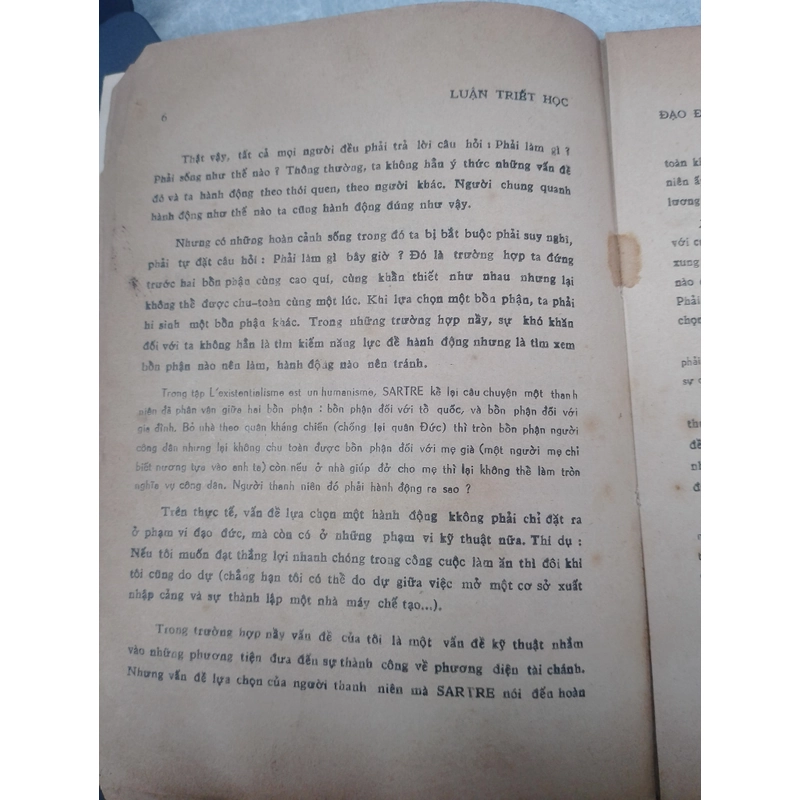 6
LUẬN TRIẾT HỌC
Thật vậy, tất cả mọi người đều phải trả lời câu hỏi : Phải làm gì ?
Phải sống như thế nào ? Thông thường, ta không hẳn ý thức những vấn đề
đó và ta hành động theo thói quen, theo người khác. Người chung quanh
hành động như thế nào ta cũng hành động đúng như vậy.
Nhưng có những hoàn cảnh sống trong đó ta bị bắt buộc phải suy nghĩ,
phải tự đặt câu hỏi : Phải làm gì bây giờ ? Đó là trường hợp ta đứng
trước hai bổn phận cùng cao quí, cùng khẩn thiết như nhau nhưng lại
không thể được chu-toàn cùng một lúc. Khi lựa chọn một bổn phận, ta phải
hi sinh một bổn phận khác. Trong những trường hợp nầy, sự khó khăn
đối với ta không hẳn là tìm kiếm năng lực để hành động nhưng là tìm xem
bổn phận nào nên làm, hành động nào nên tránh.
Trong tập L'existentialisme est un humanisme, SARTRE kể lại câu chuyện một thanh
niên đã phân vân giữa hai bổn phận : bổn phận đối với tổ quốc, và bổn phận đối với
gia đình. Bỏ nhà theo quân kháng chiến (chống lại quân Đức) thì tròn bổn phận người
công dân nhưng lại không chu toàn được bổn phận đối với mẹ già (một người mẹ chỉ
biết nương tựa vào anh ta) còn nếu ở nhà giúp đở cho mẹ thì lại không thể làm tròn
nghĩa vụ công dân. Người thanh niên đó phải hành động ra sao ?
Trên thực tế, vấn đề lựa chọn một hành động kkông phải chỉ đặt ra
ở phạm vi đạo đức, mà còn có ở những phạm vi kỹ thuật nữa. Thí dụ :
Nếu tôi muốn đạt thắng lợi nhanh chóng trong công cuộc làm ăn thì đôi khi
tôi cũng do dự (chẳng hạn tôi có thể do dự giữa việc mở một cơ sở xuất
nhập cảng và sự thành lập một nhà máy chế tạo...).
Trong trường hợp nầy vấn đề của tôi là một vấn đề kỹ thuật nhằm
vào những phương tiện đưa đến sự thành công về phương diện tài chánh.
Nhưng vấn đề lựa chọn của người thanh niên mà SARTRE nói đến hoàn
ĐẠO Đ
toàn k
niên ấ
lương
với cu
xung
nào
Phải
chọn
phải
sự c
thu
đề
nh
đ